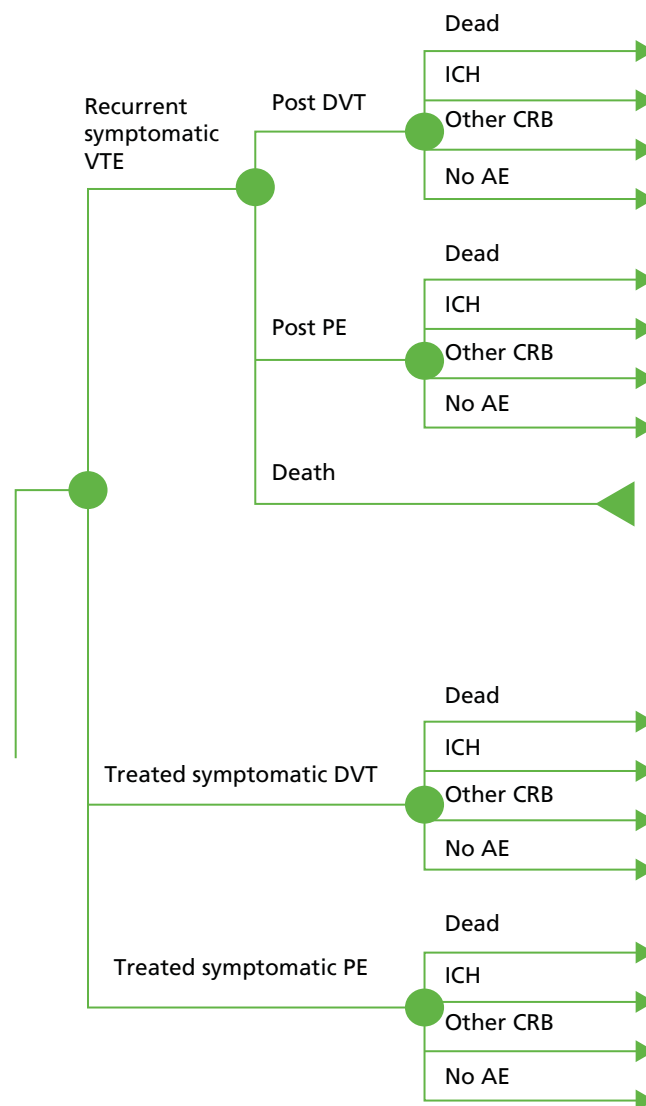 Recurrent
symptomatic
VTE
Post DVT
Dead
ICH
Other CRB
No AE
Post PE
Dead
ICH
Other CRB
No AE
Death
Treated symptomatic DVT
Dead
ICH
Other CRB
No AE
Treated symptomatic PE
Dead
ICH
Other CRB
No AE